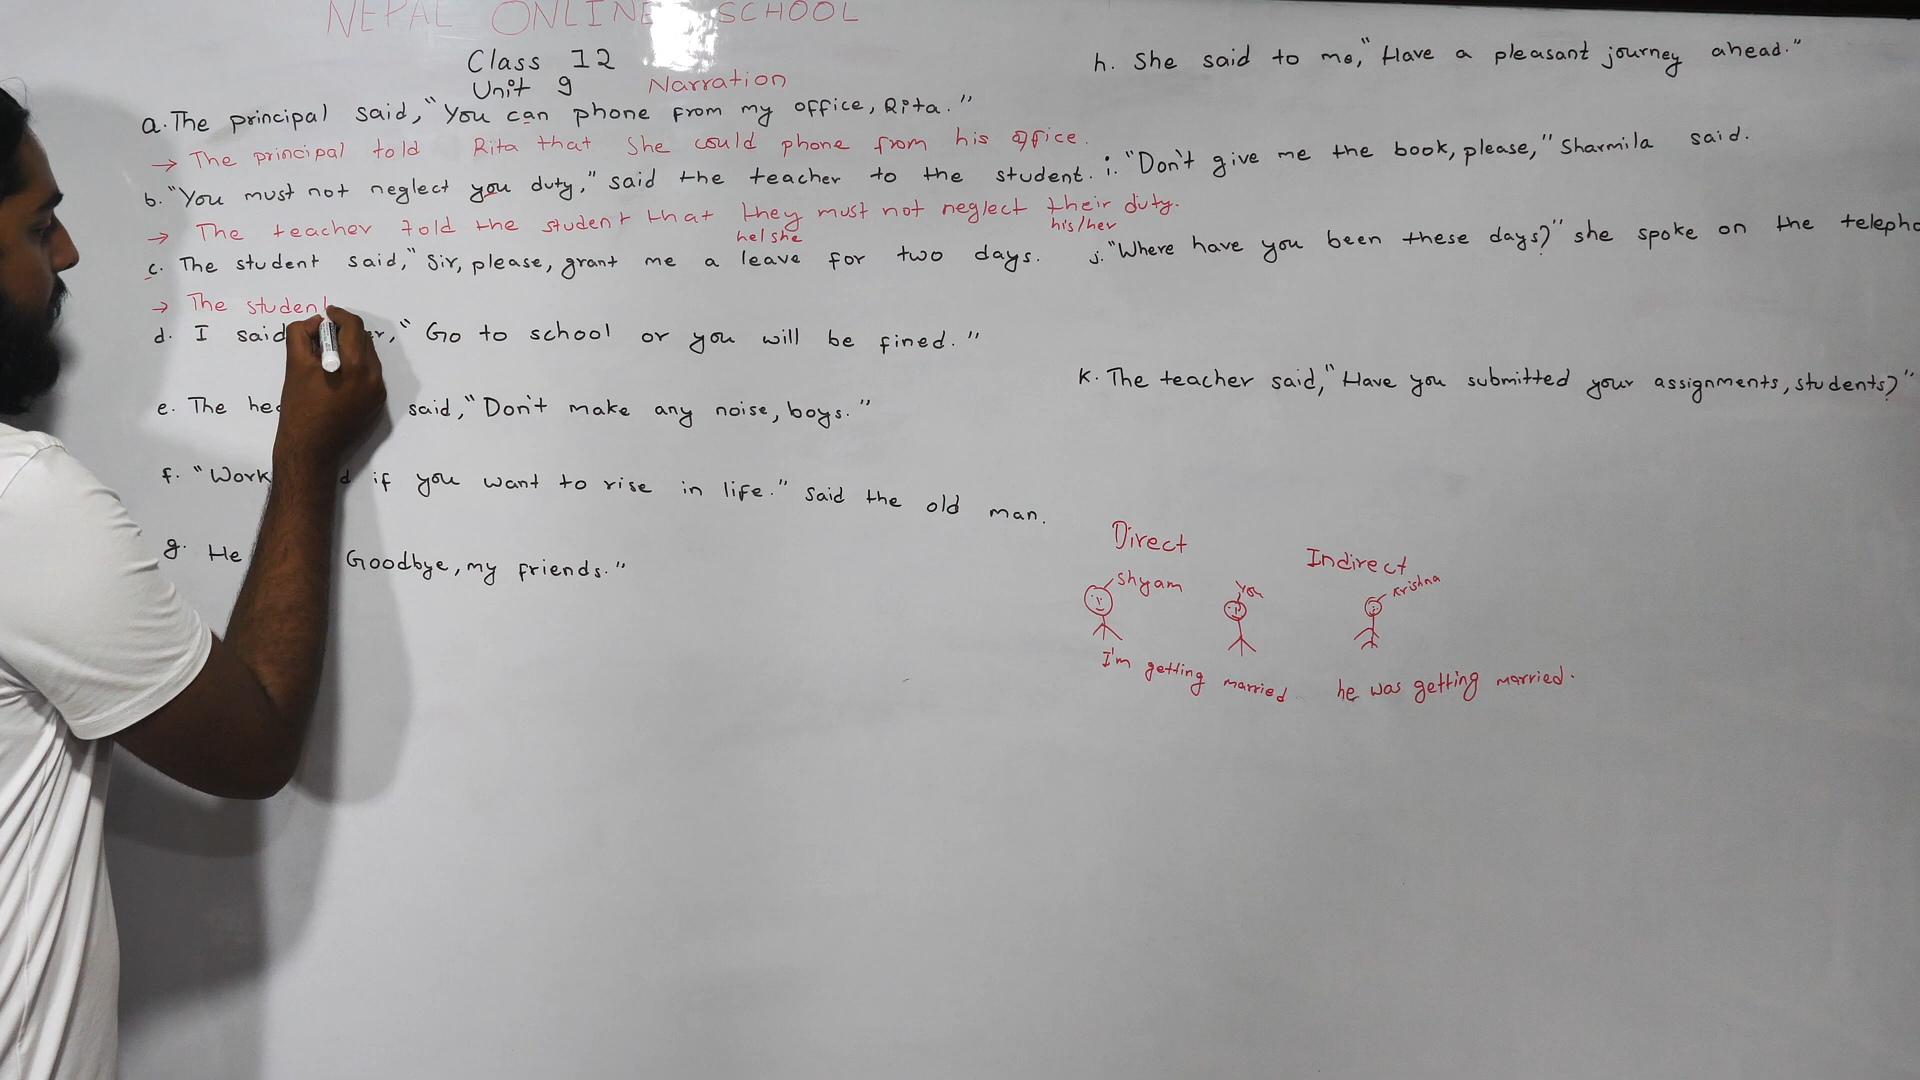 NEPAL ONLINE SCHOOL
Class 12
Unit 9 Narration
a. The principal said, “You can phone from my office, Rita.”
→ The principal told Rita that She could phone from his office.
b. “You must not neglect you duty,” said the teacher to the student.
→ The teacher told the student that they must not neglect their duty.
he/she his/her
c. The student said, “Sir, please, grant me a leave for two days.
→ The student
d. I said “Go to school or you will be fined.”
e. The said, “Don't make any noise, boys.”
f. “Work if you want to rise in life.” said the old man.
g. He Goodbye, my friends.”
h. She said to me, “Have a pleasant journey ahead.”
i. “Don't give me the book, please,” Sharmila said.
j. “Where have you been these days?” she spoke on the
k. The teacher said, “Have you submitted your assignments, students?”
Direct Indirect
Shyam You Krishna
I'm getting married he was getting married.